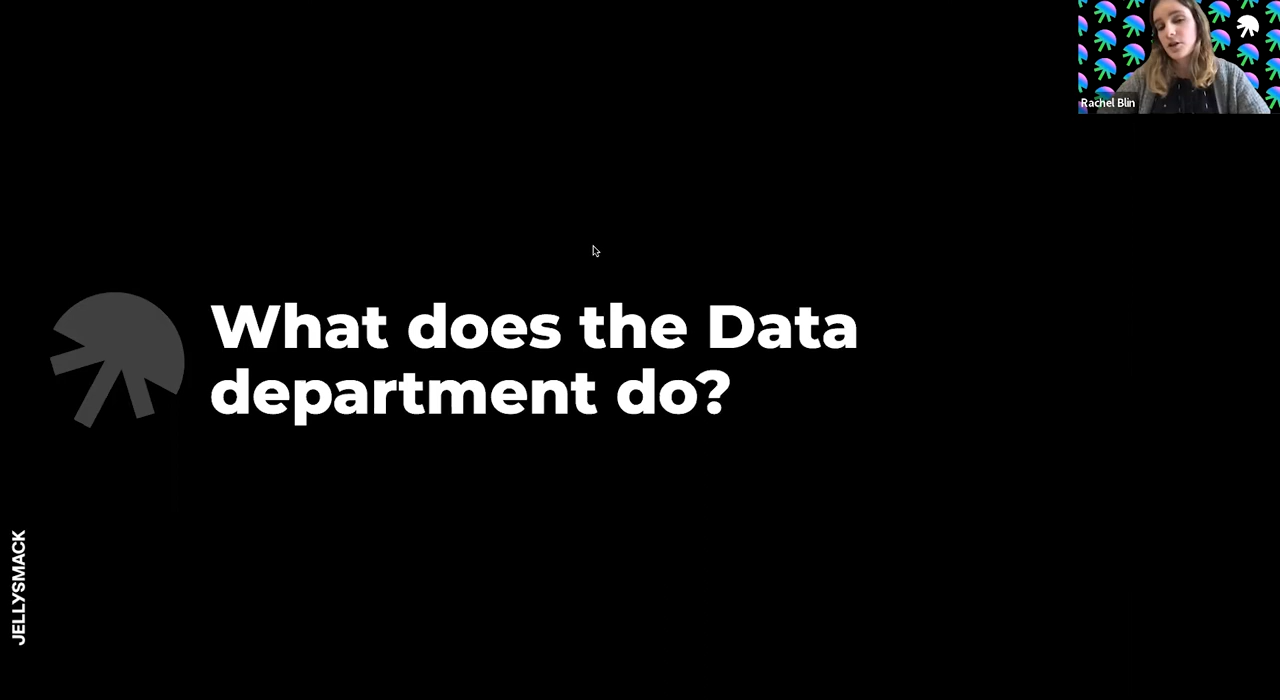 Rachel Blin
What does the Data
department do?
JELLYSMACK